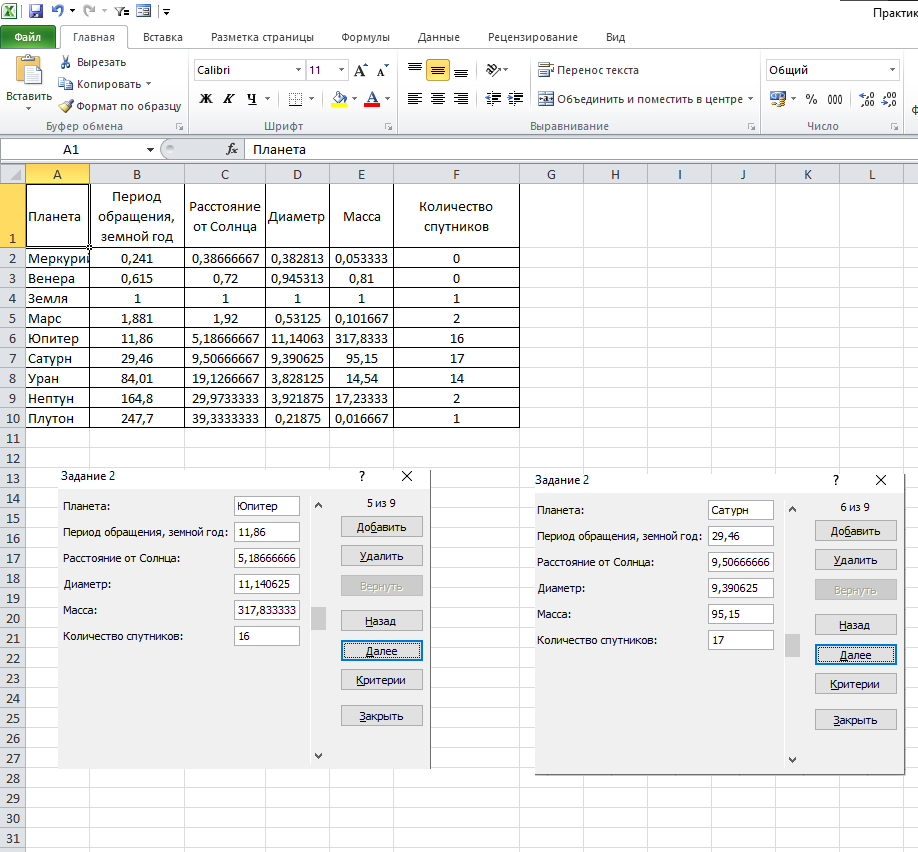 Практик
Файл Главная Вставка Разметка страницы Формулы Данные Рецензирование Вид
Вставить
Вырезать
Копировать
Формат по образцу
Буфер обмена
Calibri 11
Ж К Ч
Шрифт
Перенос текста
Объединить и поместить в центре
Выравнивание
Общий
% 000
Число
A1 fx Планета
A B C D E F G H I J K L
1 Планета Период обращения, земной год Расстояние от Солнца Диаметр Масса Количество спутников
2 Меркурий 0,241 0,38666667 0,382813 0,053333 0
3 Венера 0,615 0,72 0,945313 0,81 0
4 Земля 1 1 1 1 1
5 Марс 1,881 1,92 0,53125 0,101667 2
6 Юпитер 11,86 5,18666667 11,14063 317,8333 16
7 Сатурн 29,46 9,50666667 9,390625 95,15 17
8 Уран 84,01 19,1266667 3,828125 14,54 14
9 Нептун 164,8 29,9733333 3,921875 17,23333 2
10 Плутон 247,7 39,3333333 0,21875 0,016667 1
11
12
13
14
15
16
17
18
19
20
21
22
23
24
25
26
27
28
29
30
31
Задание 2 ?
Планета: Юпитер
Период обращения, земной год: 11,86
Расстояние от Солнца: 5,18666666
Диаметр: 11,140625
Масса: 317,833333
Количество спутников: 16
5 из 9
Добавить
Удалить
Вернуть
Назад
Далее
Критерии
Закрыть
Задание 2 ?
Планета: Сатурн
Период обращения, земной год: 29,46
Расстояние от Солнца: 9,50666666
Диаметр: 9,390625
Масса: 95,15
Количество спутников: 17
6 из 9
Добавить
Удалить
Вернуть
Назад
Далее
Критерии
Закрыть